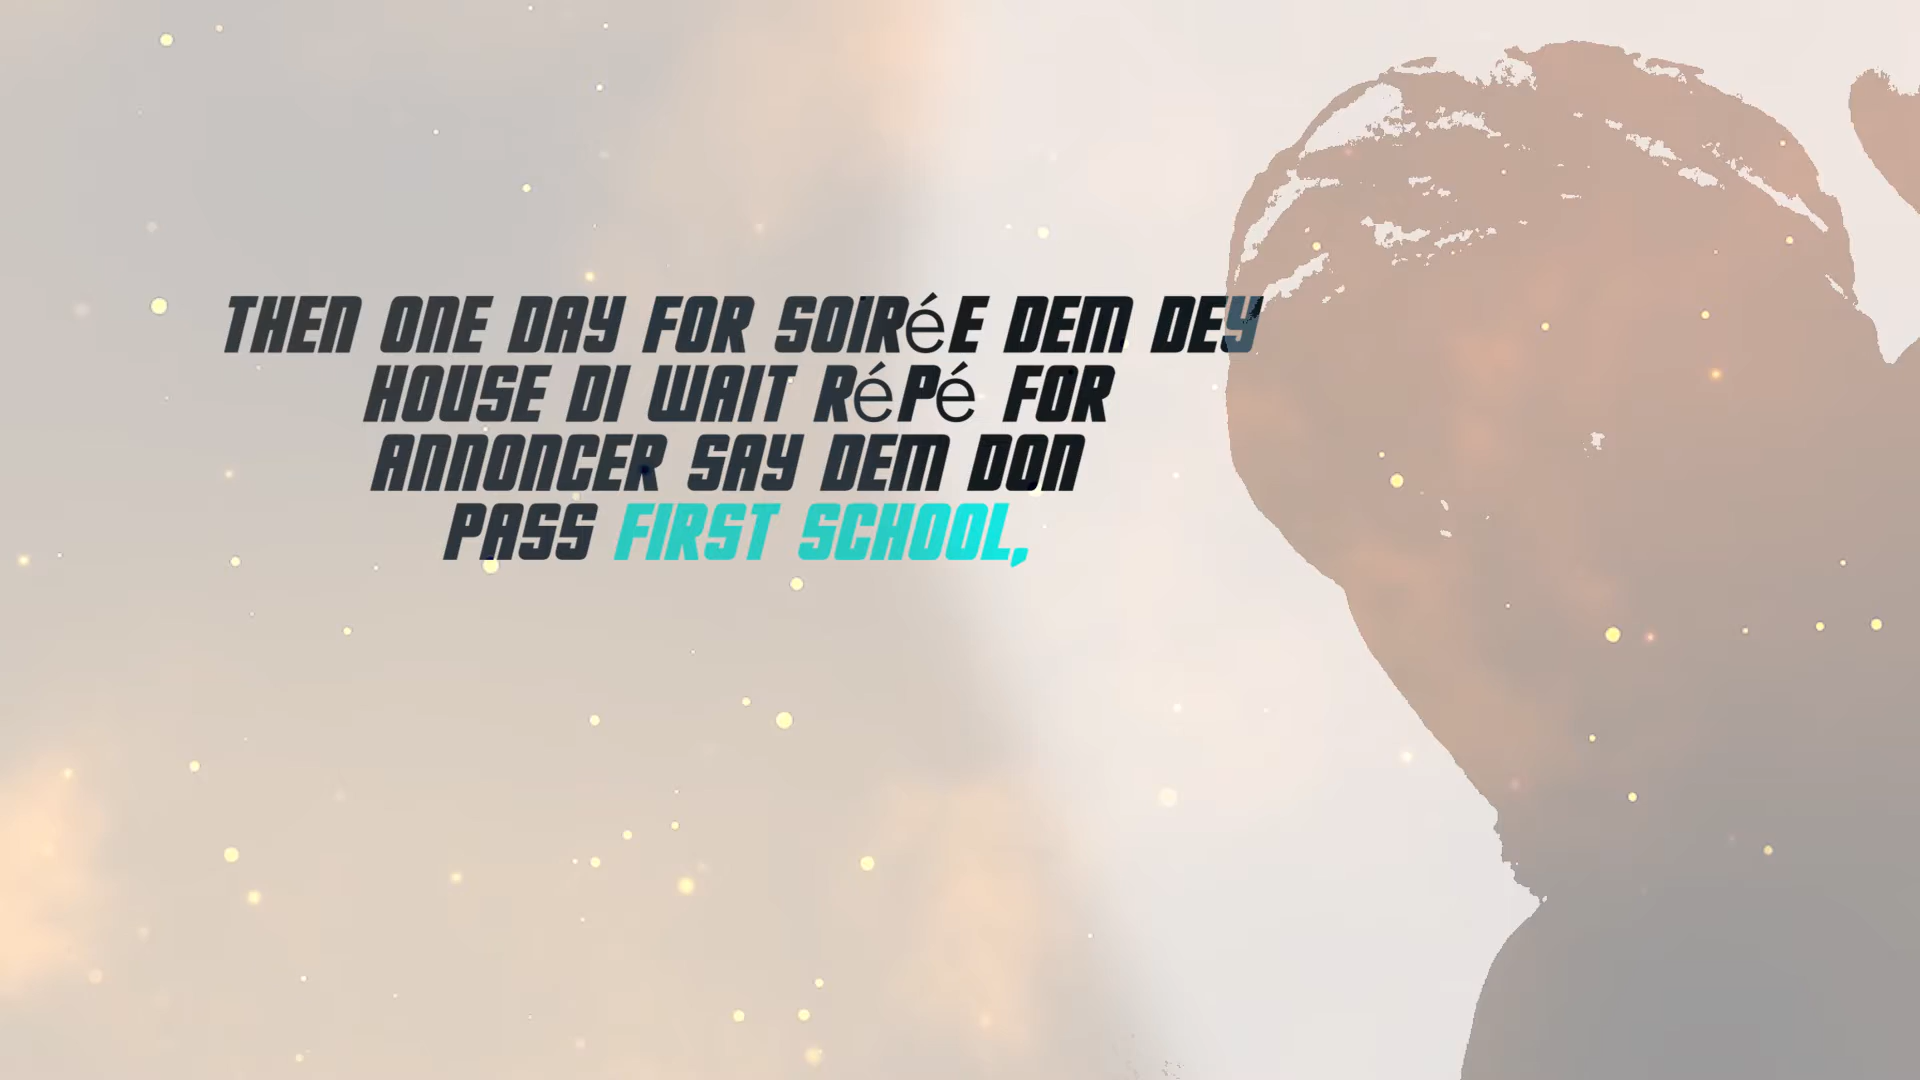 THEN ONE DAY FOR SOIRéE DEM DEY
HOUSE DI WAIT RéPé FOR
ANNONCER SAY DEM DON
PASS FIRST SCHOOL,